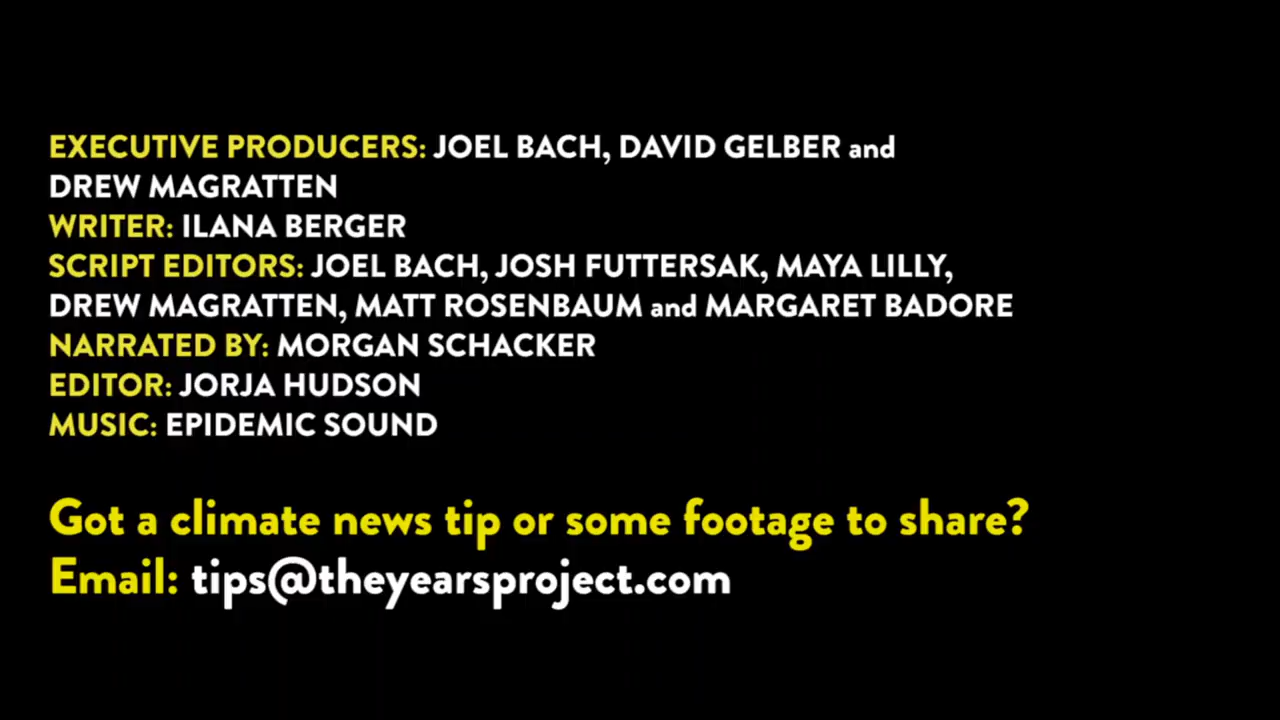 EXECUTIVE PRODUCERS: JOEL BACH, DAVID GELBER and
DREW MAGRATTEN
WRITER: ILANA BERGER
SCRIPT EDITORS: JOEL BACH, JOSH FUTTERSAK, MAYA LILLY,
DREW MAGRATTEN, MATT ROSENBAUM and MARGARET BADORE
NARRATED BY: MORGAN SCHACKER
EDITOR: JORJA HUDSON
MUSIC: EPIDEMIC SOUND
Got a climate news tip or some footage to share?
Email: tips@theyearsproject.com